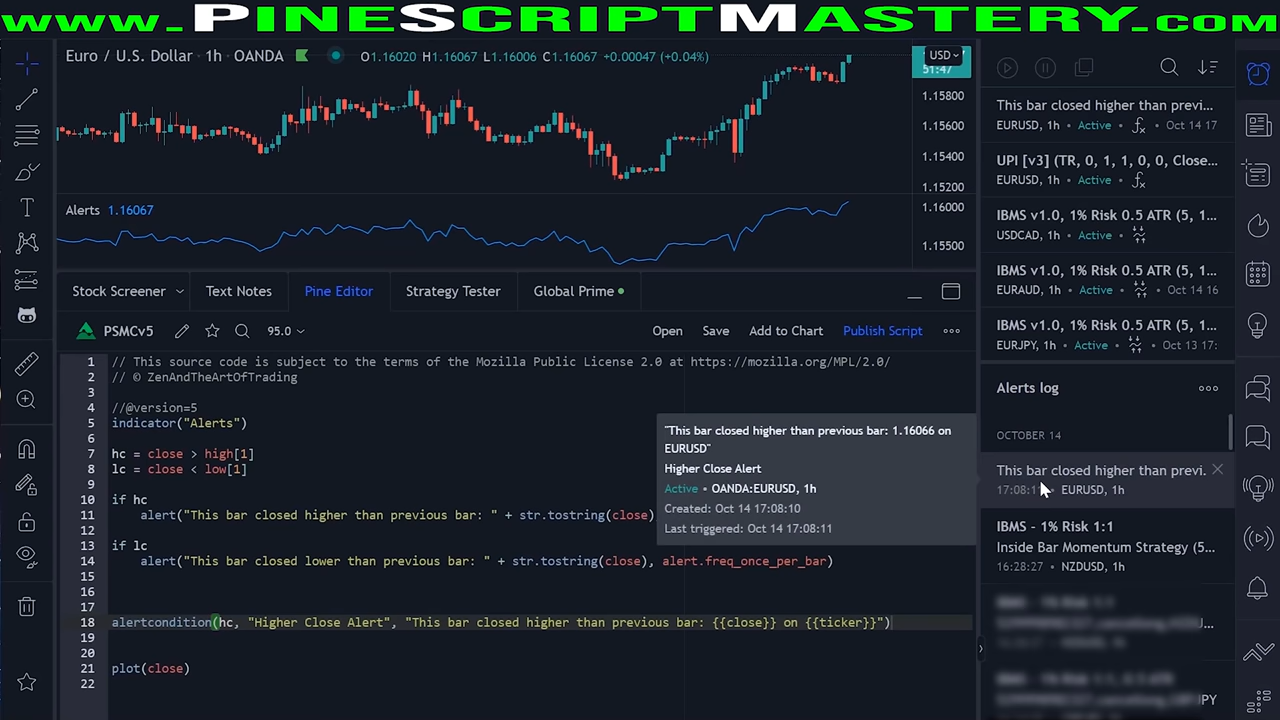 www.PineScriptMastery.com
Euro / U.S. Dollar · 1h · OANDA
O1.16020 H1.16067 L1.16006 C1.16067 +0.00047 (+0.04%)
USD
51:47
1.15800
1.15600
1.15400
1.15200
Alerts 1.16067
1.16000
1.15500
Stock Screener
Text Notes
Pine Editor
Strategy Tester
Global Prime
PSMCv5
95.0
Open
Save
Add to Chart
Publish Script
1 // This source code is subject to the terms of the Mozilla Public License 2.0 at https://mozilla.org/MPL/2.0/
2 // © ZenAndTheArtOfTrading
3
4 //@version=5
5 indicator("Alerts")
6
7 hc = close > high[1]
8 lc = close < low[1]
9
10 if hc
11 alert("This bar closed higher than previous bar: " + str.tostring(close)
12
13 if lc
14 alert("This bar closed lower than previous bar: " + str.tostring(close), alert.freq_once_per_bar)
15
16
17
18 alertcondition(hc, "Higher Close Alert", "This bar closed higher than previous bar: {{close}} on {{ticker}}")
19
20
21 plot(close)
22
"This bar closed higher than previous bar: 1.16066 on
EURUSD"
Higher Close Alert
Active • OANDA:EURUSD, 1h
Created: Oct 14 17:08:10
Last triggered: Oct 14 17:08:11
This bar closed higher than previ...
EURUSD, 1h • Active • Oct 14 17
UPI [v3] (TR, 0, 1, 1, 0, 0, Close...
EURUSD, 1h • Active •
IBMS v1.0, 1% Risk 0.5 ATR (5, 1...
USDCAD, 1h • Active •
IBMS v1.0, 1% Risk 0.5 ATR (5, 1...
EURAUD, 1h • Active • Oct 14 16
IBMS v1.0, 1% Risk 0.5 ATR (5, 1...
EURJPY, 1h • Active • Oct 13 17:
Alerts log
OCTOBER 14
This bar closed higher than previ.
17:08:1 • EURUSD, 1h
IBMS - 1% Risk 1:1
Inside Bar Momentum Strategy (5...
16:28:27 • NZDUSD, 1h